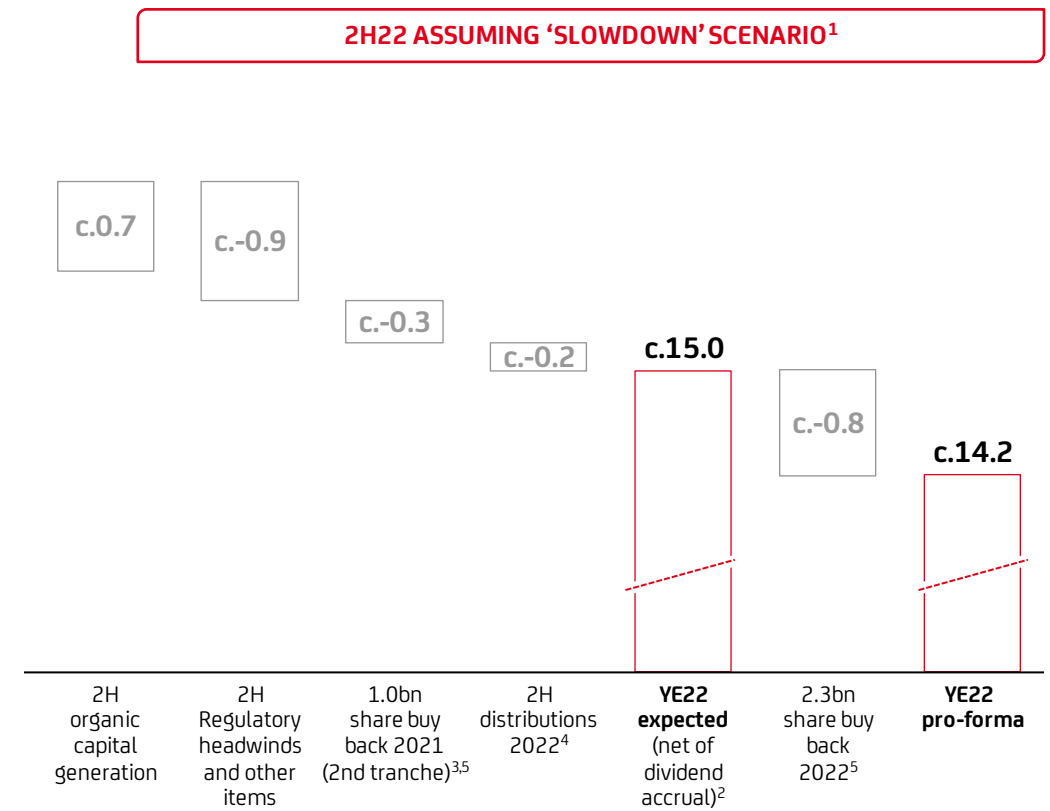 2H22 ASSUMING ‘SLOWDOWN’ SCENARIO1
c.0.7
c.-0.9
c.-0.3
c.-0.2
c.15.0
c.-0.8
c.14.2
2H
organic
capital
generation
2H
Regulatory
headwinds
and other
items
1.0bn
share buy
back 2021
(2nd tranche)3,5
2H
distributions
20224
YE22
expected
(net of
dividend
accrual)2
2.3bn
share buy
back
20225
YE22
pro-forma